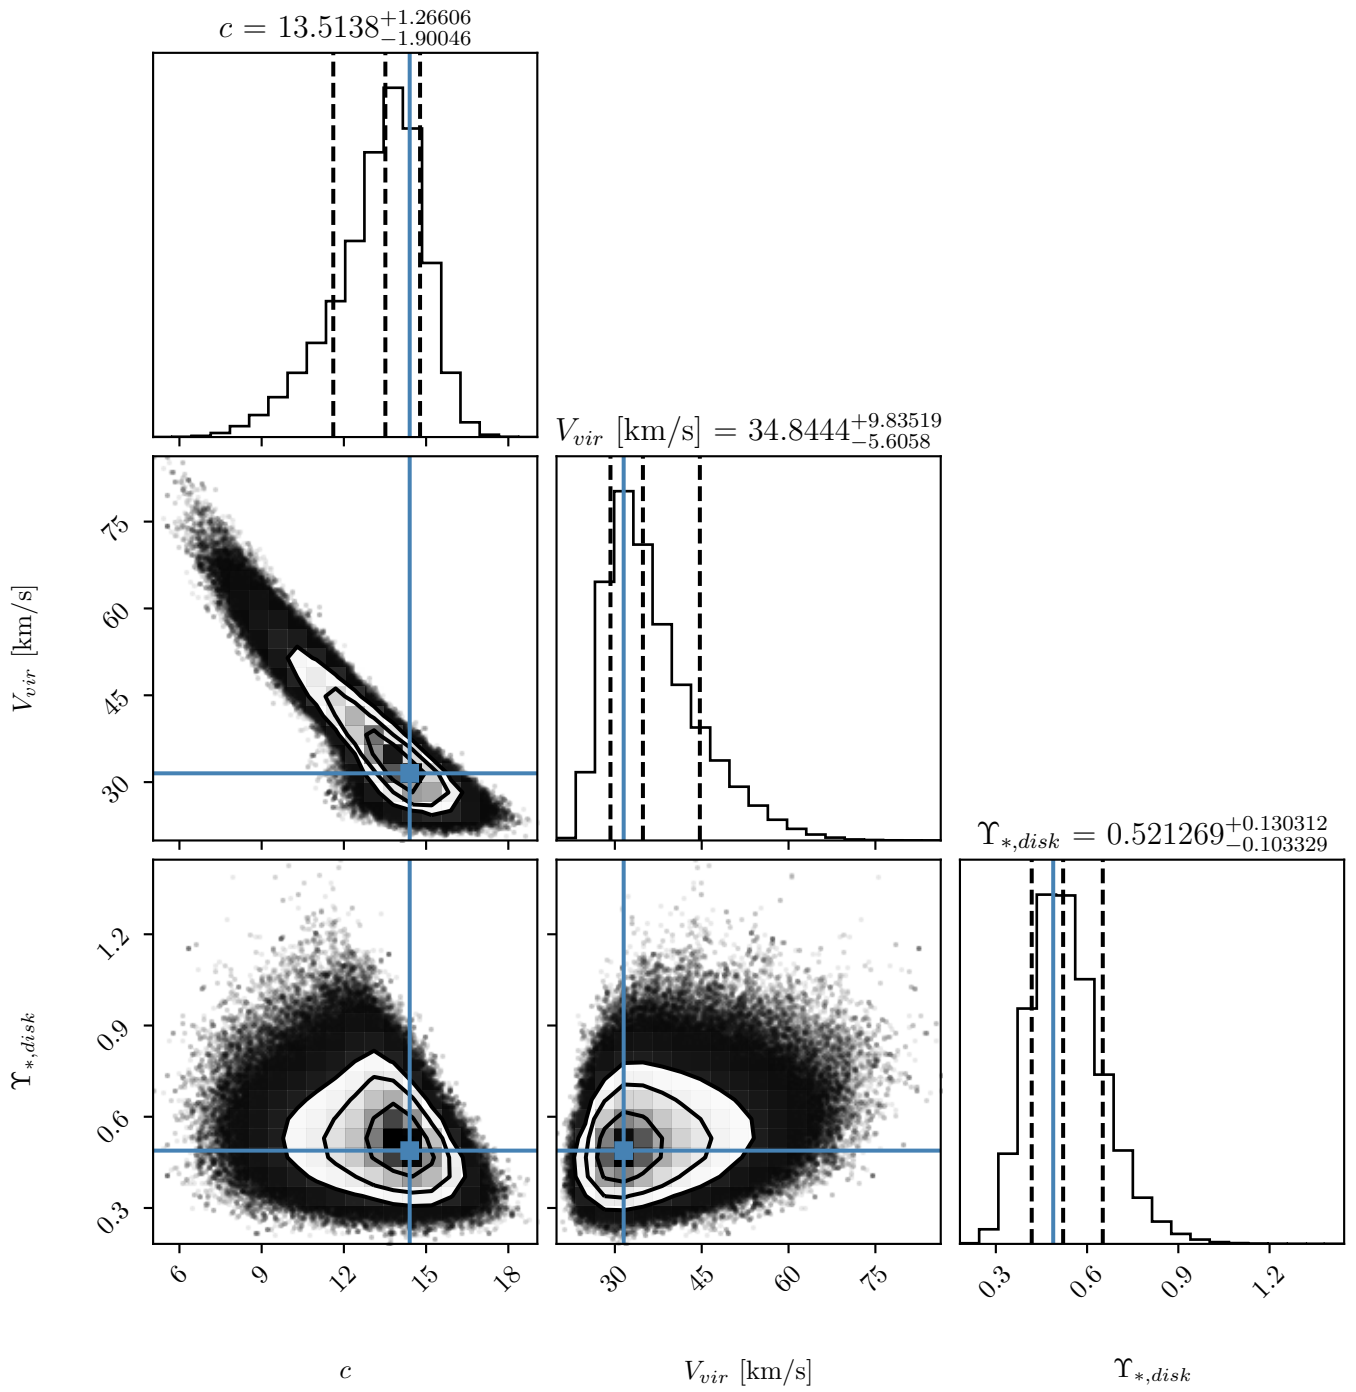 c = 13.5138^{+1.26606}_{-1.90046}
V_{vir} [km/s] = 34.8444^{+9.83519}_{-5.6058}
75
60
45
30
V_{vir} [km/s]
ϒ_{*,disk} = 0.521269^{+0.130312}_{-0.103329}
1.2
0.9
0.6
0.3
ϒ_{*,disk}
6 9 12 15 18
30 45 60 75
0.3 0.6 0.9 1.2
c
V_{vir} [km/s]
ϒ_{*,disk}